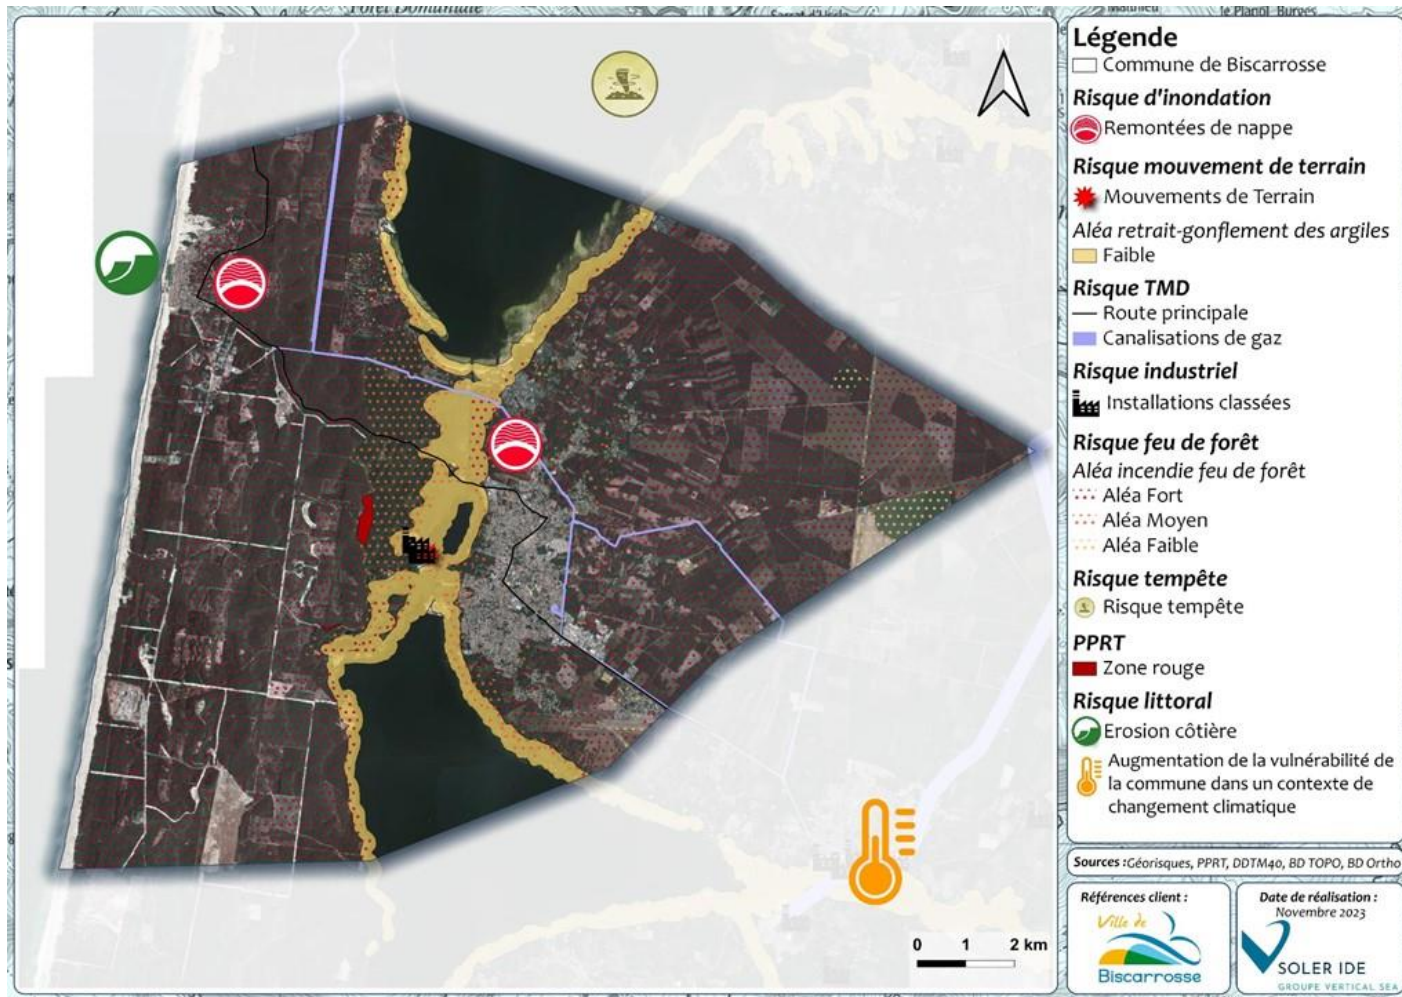 Forêt Domaniale
le Planol Burges
Légende
Commune de Biscarrosse
Risque d'inondation
Remontées de nappe
Risque mouvement de terrain
Mouvements de Terrain
Aléa retrait-gonflement des argiles
Faible
Risque TMD
Route principale
Canalisations de gaz
Risque industriel
Installations classées
Risque feu de forêt
Aléa incendie feu de forêt
Aléa Fort
Aléa Moyen
Aléa Faible
Risque tempête
Risque tempête
PPRT
Zone rouge
Risque littoral
Erosion côtière
Augmentation de la vulnérabilité de
la commune dans un contexte de
changement climatique
N
0 1 2 km
Sources : Géorisques, PPRT, DDTM40, BD TOPO, BD Ortho
Références client :
Ville de
Biscarrosse
Date de réalisation :
Novembre 2023
SOLER IDE
GROUPE VERTICAL SEA